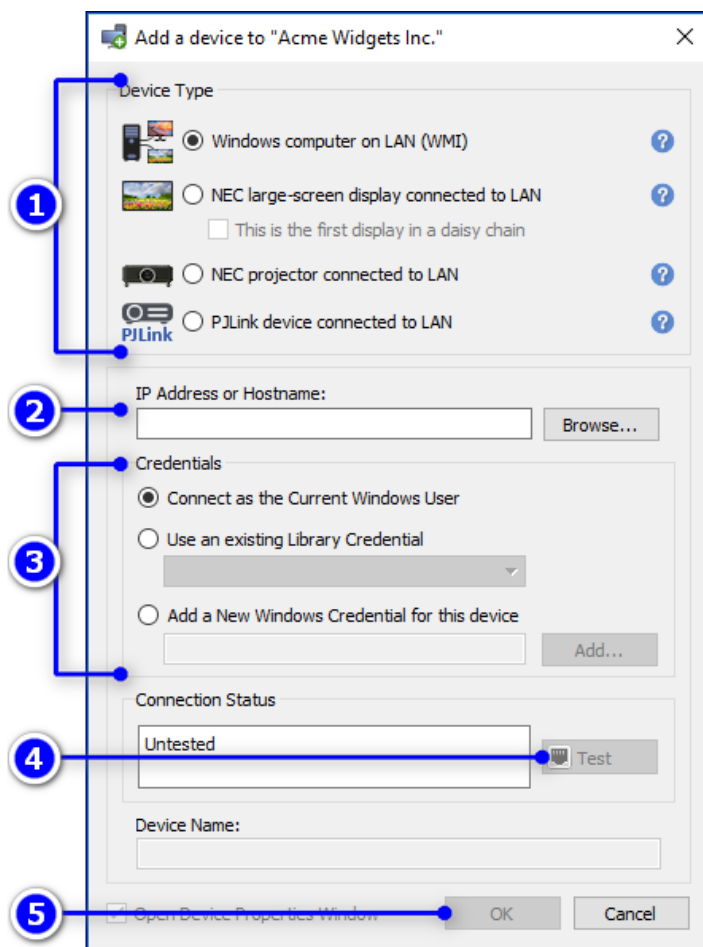 Add a device to "Acme Widgets Inc."
Device Type
1
Windows computer on LAN (WMI)
?
NEC large-screen display connected to LAN
?
This is the first display in a daisy chain
NEC projector connected to LAN
?
PJLink
PJLink device connected to LAN
?
2
IP Address or Hostname:
Browse...
3
Credentials
Connect as the Current Windows User
Use an existing Library Credential
Add a New Windows Credential for this device
Add...
4
Connection Status
Untested
Test
Device Name:
5
Open Device Properties Window
OK
Cancel